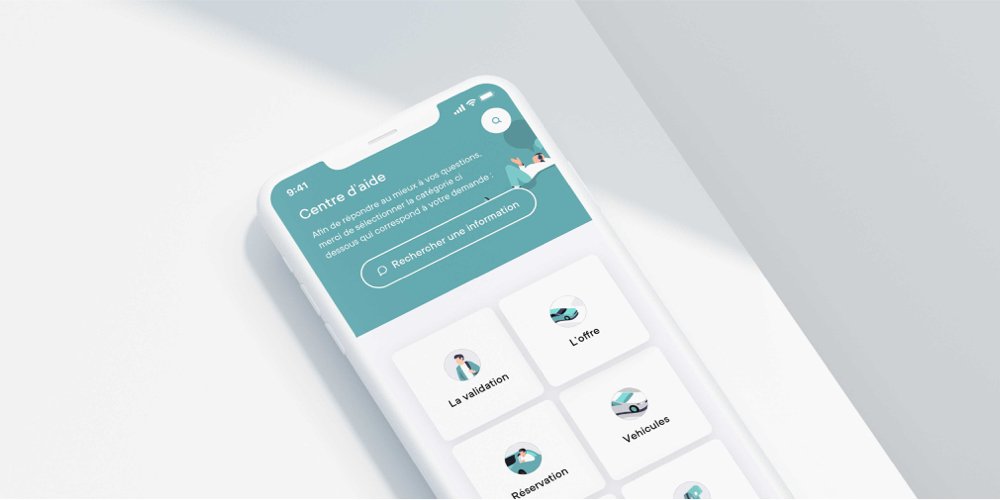 9:41
Centre d'aide
Afin de répondre au mieux à vos questions,
merci de sélectionner la catégorie ci
dessous qui correspond à votre demande :
Rechercher une information
La validation
L'offre
Réservation
Vehicules